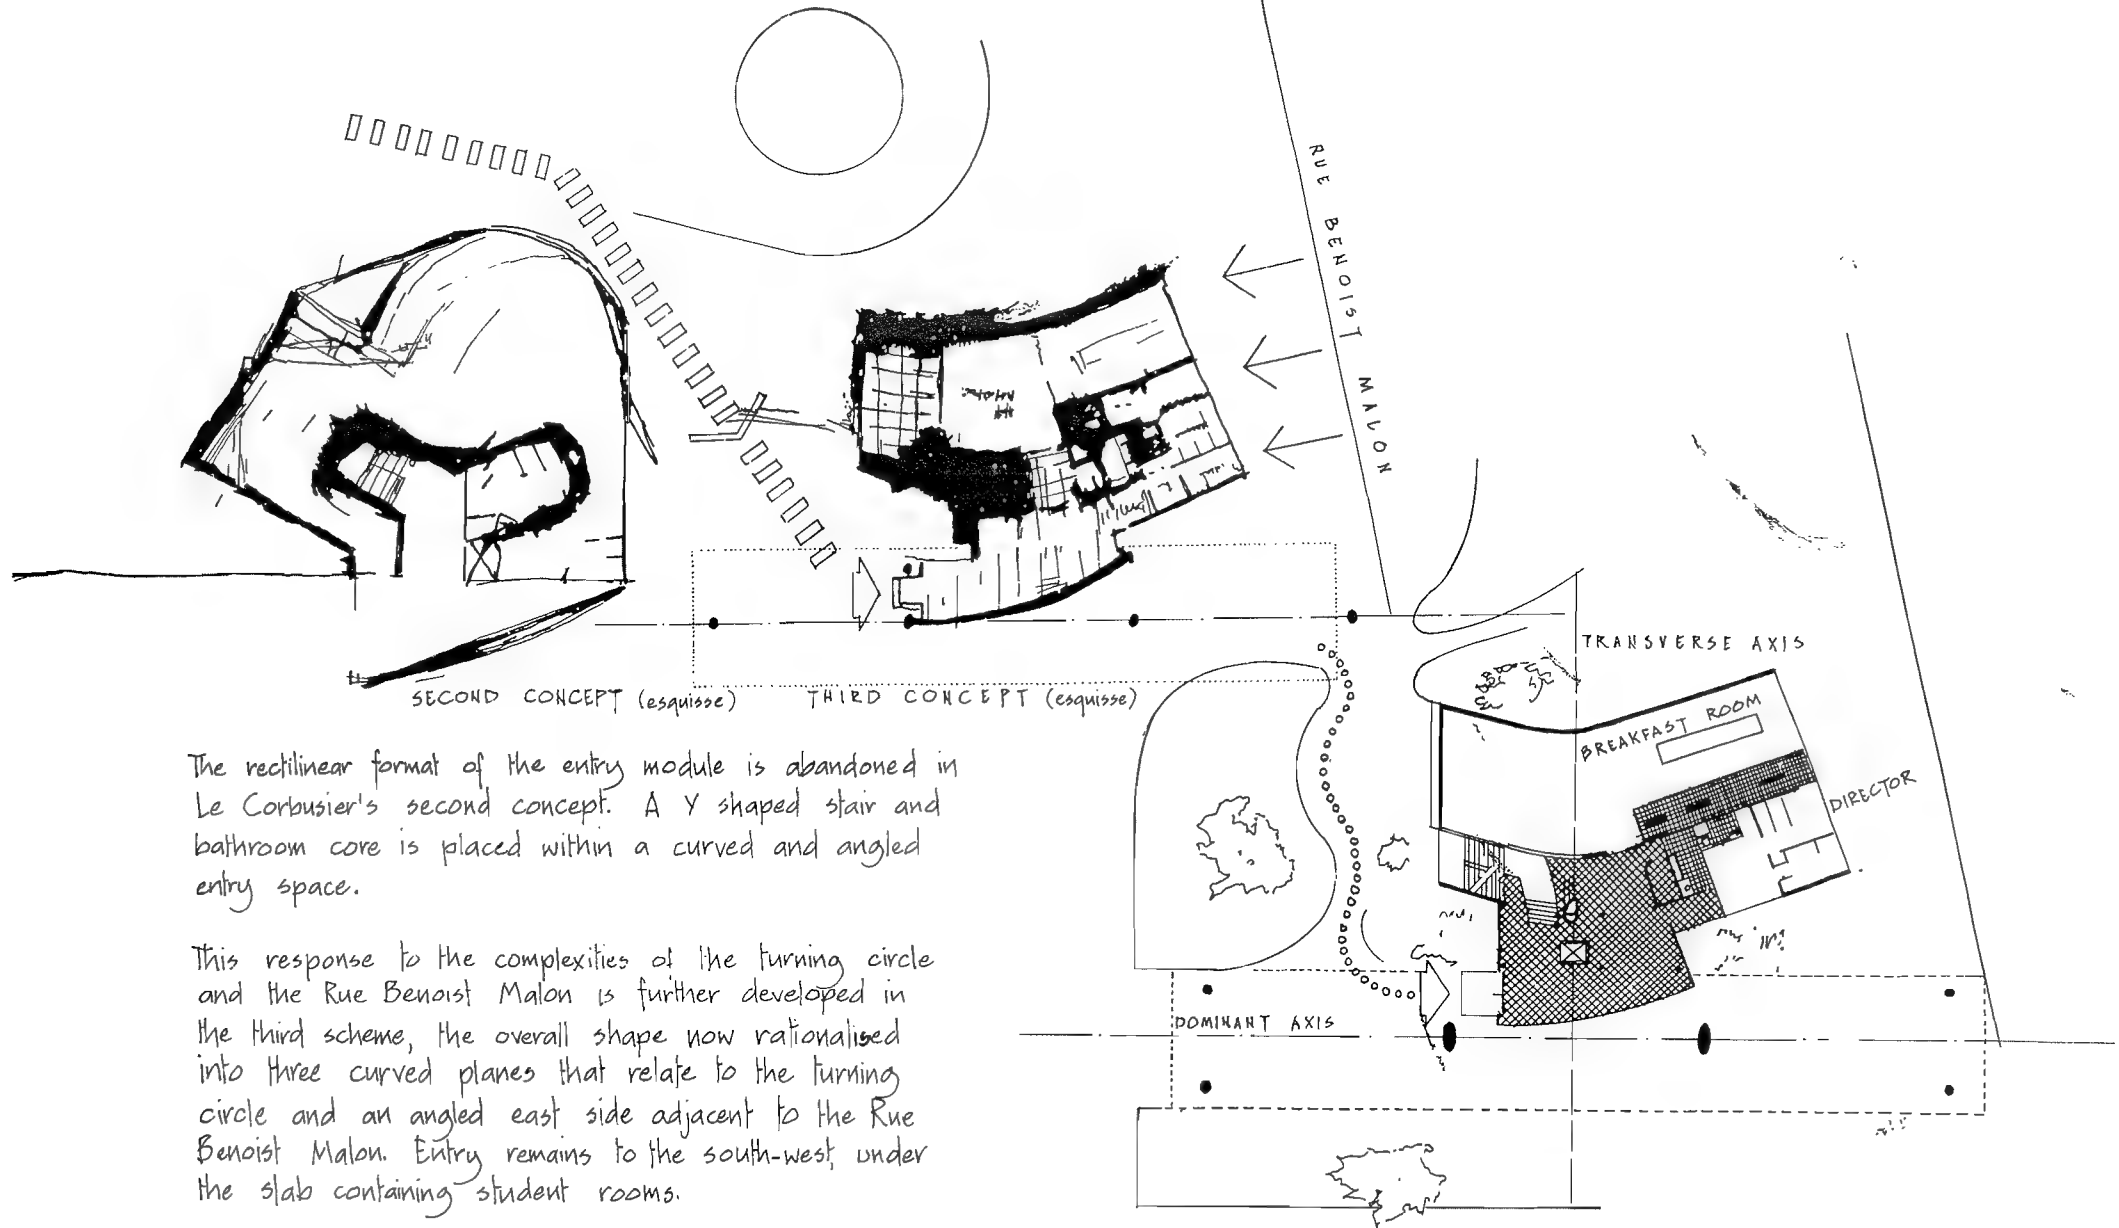 RUE BENOIST MALON
SECOND CONCEPT (esquisse)
THIRD CONCEPT (esquisse)
TRANSVERSE AXIS
BREAKFAST ROOM
DIRECTOR
DOMINANT AXIS
The rectilinear format of the entry module is abandoned in
Le Corbusier's second concept. A Y shaped stair and
bathroom core is placed within a curved and angled
entry space.
This response to the complexities of the turning circle
and the Rue Benoist Malon is further developed in
the third scheme, the overall shape now rationalised
into three curved planes that relate to the turning
circle and an angled east side adjacent to the Rue
Benoist Malon. Entry remains to the south-west, under
the slab containing student rooms.